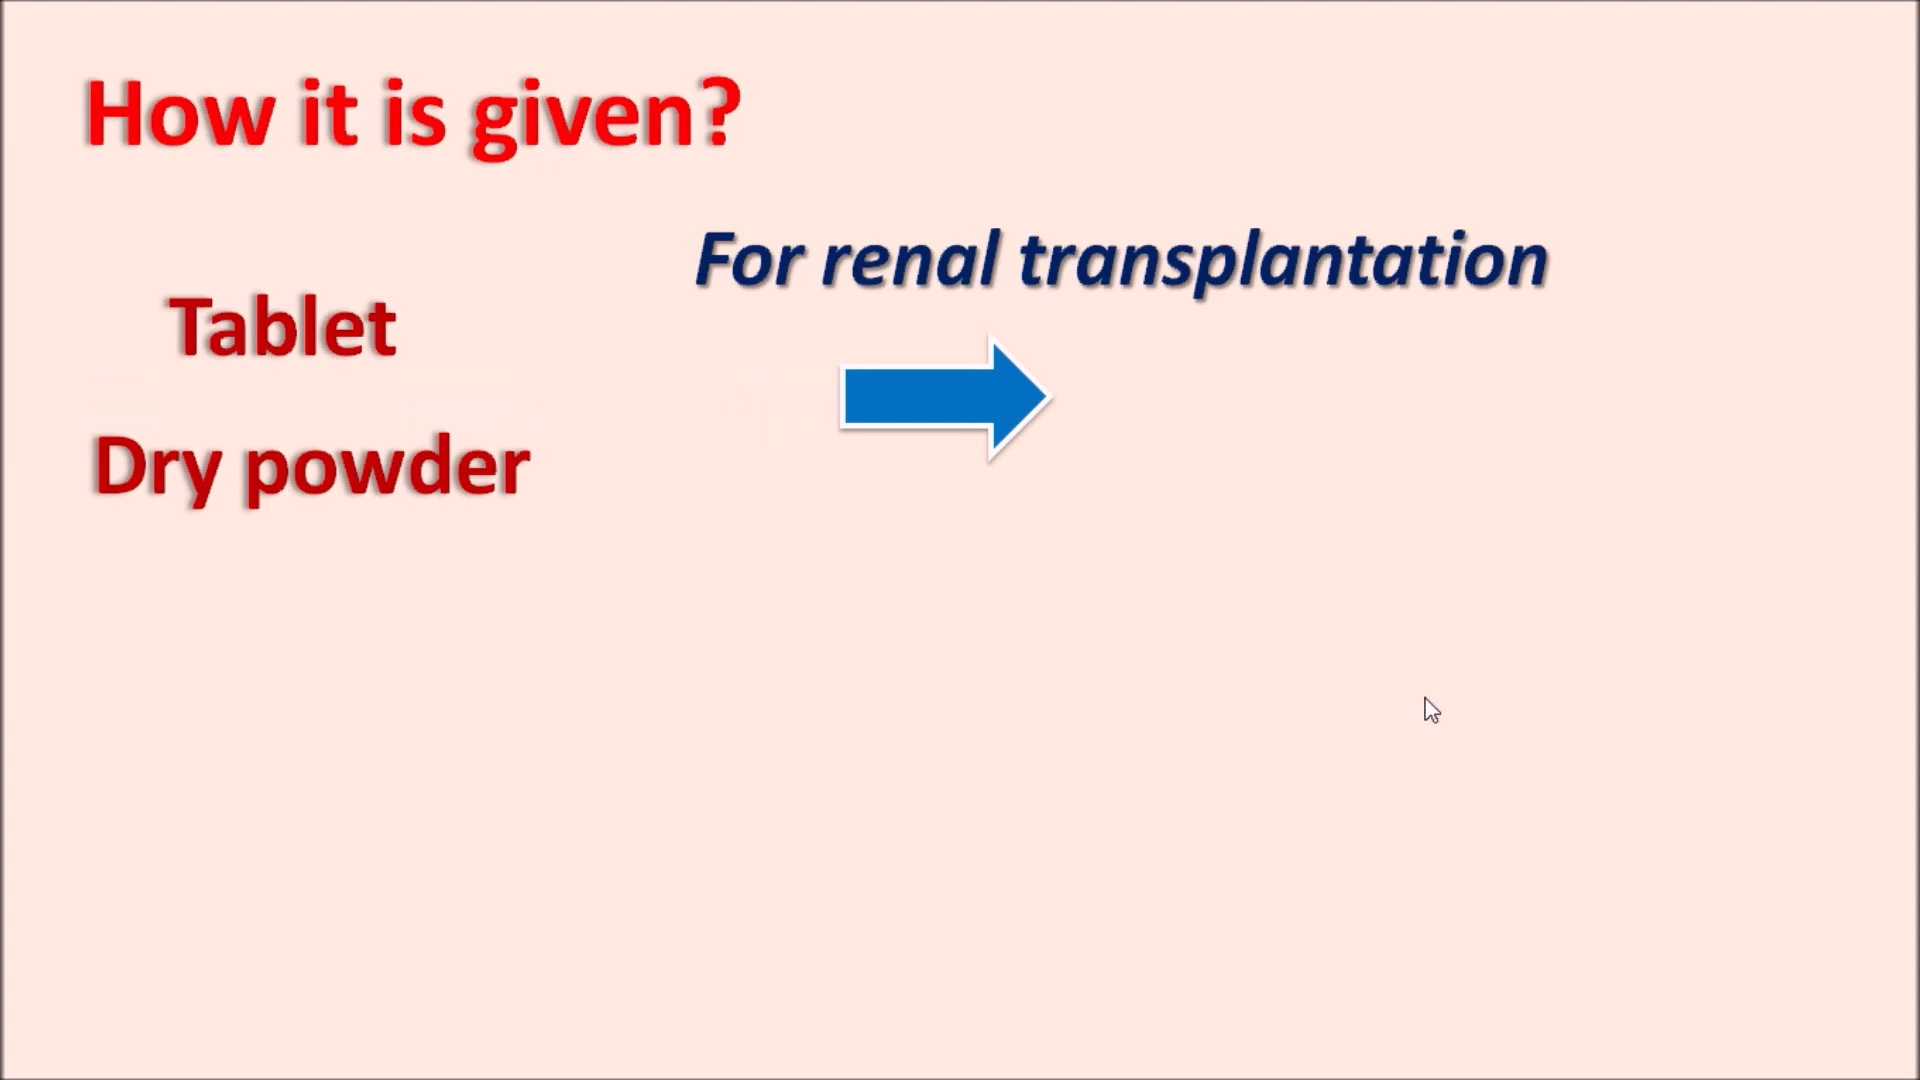 How it is given?
For renal transplantation
Tablet
Dry powder